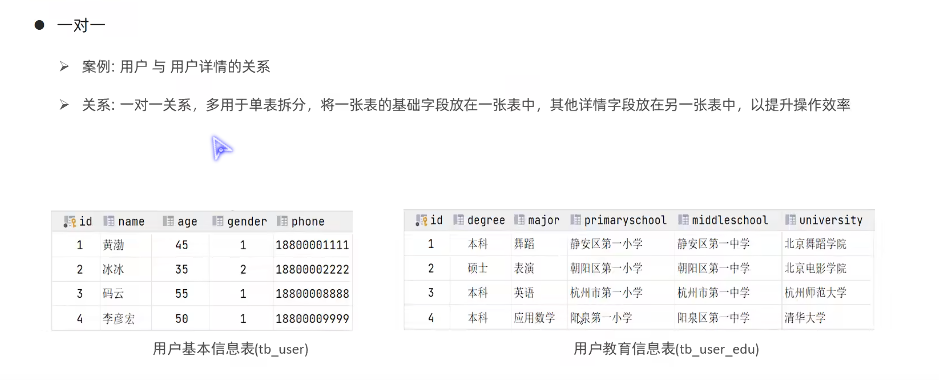 ● 一对一
➢ 案例: 用户 与 用户详情的关系
➢ 关系: 一对一关系，多用于单表拆分，将一张表的基础字段放在一张表中，其他详情字段放在另一张表中，以提升操作效率
id name age gender phone
1 黄渤 45 1 18800001111
2 冰冰 35 2 18800002222
3 码云 55 1 18800008888
4 李彦宏 50 1 18800009999
用户基本信息表(tb_user)
id degree major primaryschool middleschool university
1 本科 舞蹈 静安区第一小学 静安区第一中学 北京舞蹈学院
2 硕士 表演 朝阳区第一小学 朝阳区第一中学 北京电影学院
3 本科 英语 杭州市第一小学 杭州市第一中学 杭州师范大学
4 本科 应用数学 阳泉第一小学 阳泉区第一中学 清华大学
用户教育信息表(tb_user_edu)